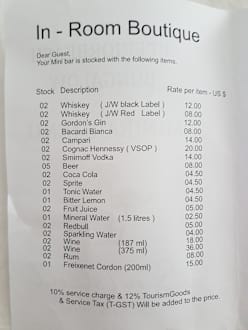 In - Room Boutique
Dear Guest,
Your Mini bar is stocked with the following items.
Stock Description Rate per item - US $
02 Whiskey ( J/W black Label ) 12.00
02 Whiskey ( J/W Red Label ) 08.00
02 Gordon's Gin 12.00
02 Bacardi Bianca 08.00
02 Campari 14.00
02 Cognac Hennessy ( VSOP ) 20.00
02 Smirnoff Vodka 14.00
05 Beer 08.00
02 Coca Cola 04.50
02 Sprite 04.50
01 Tonic Water 04.50
01 Bitter Lemon 04.50
02 Fruit Juice 05.00
01 Mineral Water (1.5 litres ) 02.50
02 Redbull 05.00
02 Sparkling Water 04.00
02 Wine (187 ml) 18.00
02 Wine (375 ml) 36.00
02 Rum 08.00
01 Freixenet Cordon (200ml) 15.00
10% service charge & 12% TourismGoods
& Service Tax (T-GST) Will be added to the price.